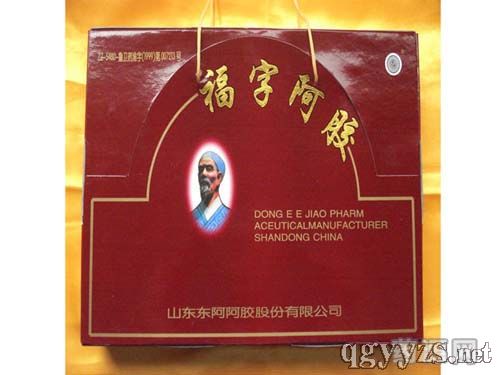 福字阿胶
DONG E E JIAO PHARM
ACEUTICALMANUFACTURER
SHANDONG CHINA
山东东阿阿胶股份有限公司
qgyyzs.net